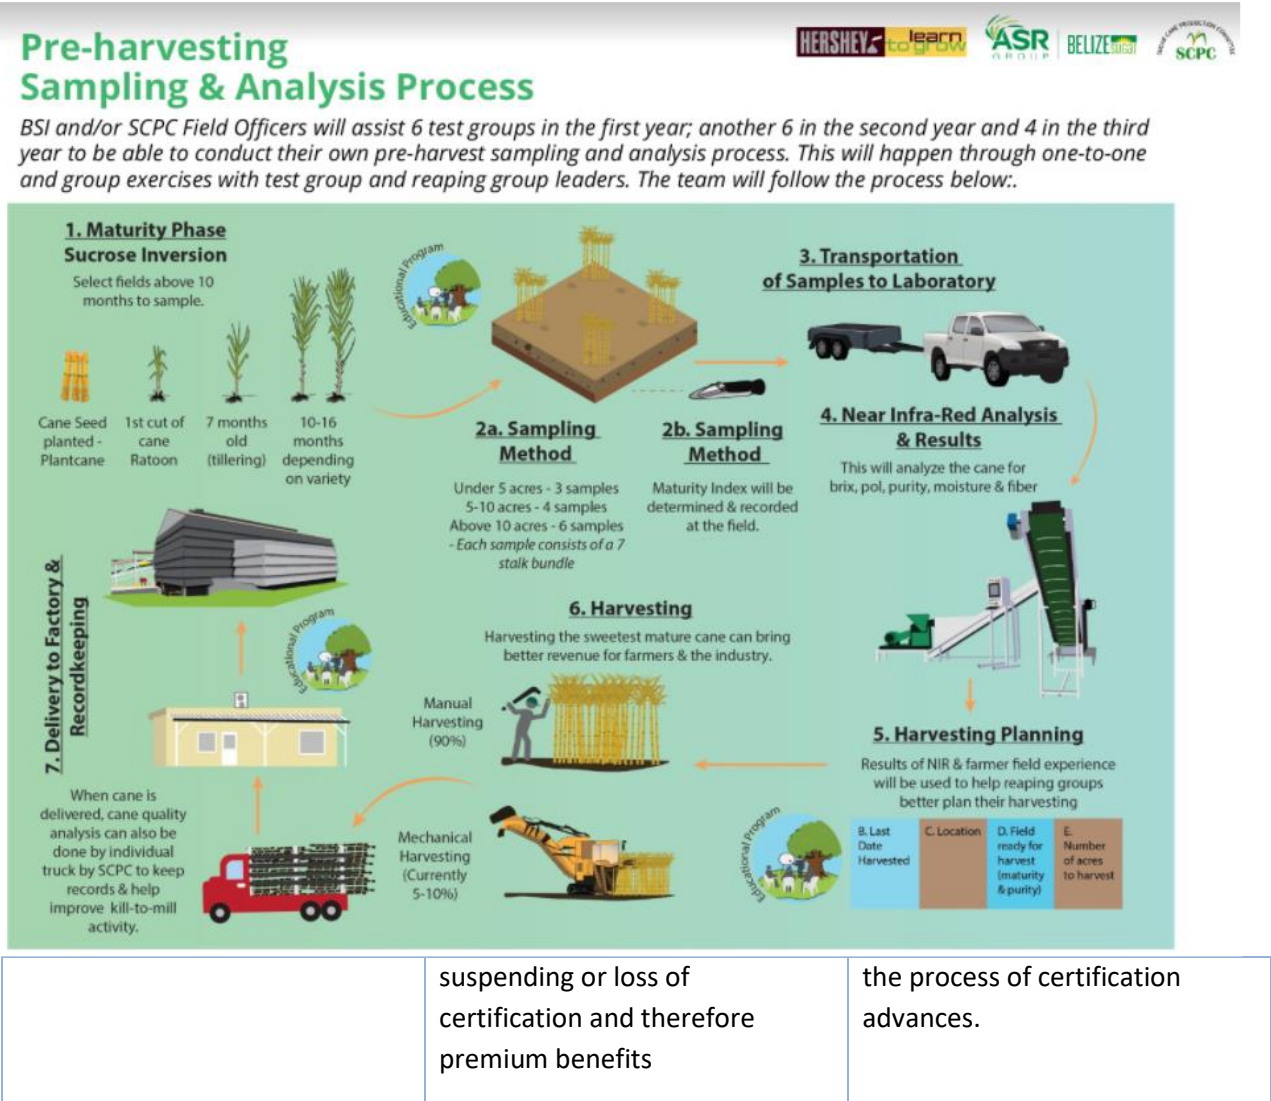 Pre-harvesting
Sampling & Analysis Process
HERSHEY learn
to grow
ASR
GROUP
BELIZE
SUGAR CANE PRODUCTION COMMITTEE
SCPC
BSI and/or SCPC Field Officers will assist 6 test groups in the first year; another 6 in the second year and 4 in the third
year to be able to conduct their own pre-harvest sampling and analysis process. This will happen through one-to-one
and group exercises with test group and reaping group leaders. The team will follow the process below:.
1. Maturity Phase
Sucrose Inversion
Select fields above 10
months to sample.
Cane Seed
planted -
Plantcane
1st cut of
cane
Ratoon
7 months
old
(tillering)
10-16
months
depending
on variety
Educational Program
2a. Sampling
Method
Under 5 acres - 3 samples
5-10 acres - 4 samples
Above 10 acres - 6 samples
- Each sample consists of a 7
stalk bundle
2b. Sampling
Method
Maturity Index will be
determined & recorded
at the field.
3. Transportation
of Samples to Laboratory
4. Near Infra-Red Analysis
& Results
This will analyze the cane for
brix, pol, purity, moisture & fiber
5. Harvesting Planning
Results of NIR & farmer field experience
will be used to help reaping groups
better plan their harvesting
Educational Program
B. Last
Date
Harvested
C. Location
D. Field
ready for
harvest
(maturity
& purity)
E.
Number
of acres
to harvest
6. Harvesting
Harvesting the sweetest mature cane can bring
better revenue for farmers & the industry.
Manual
Harvesting
(90%)
Mechanical
Harvesting
(Currently
5-10%)
7. Delivery to Factory &
Recordkeeping
Educational Program
When cane is
delivered, cane quality
analysis can also be
done by individual
truck by SCPC to keep
records & help
improve kill-to-mill
activity.
suspending or loss of
certification and therefore
premium benefits
the process of certification
advances.